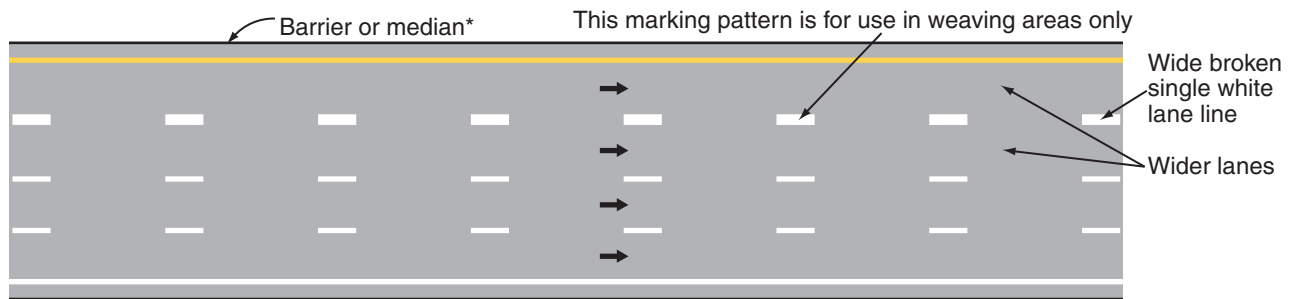 Barrier or median*
This marking pattern is for use in weaving areas only
Wide broken
single white
lane line
Wider lanes